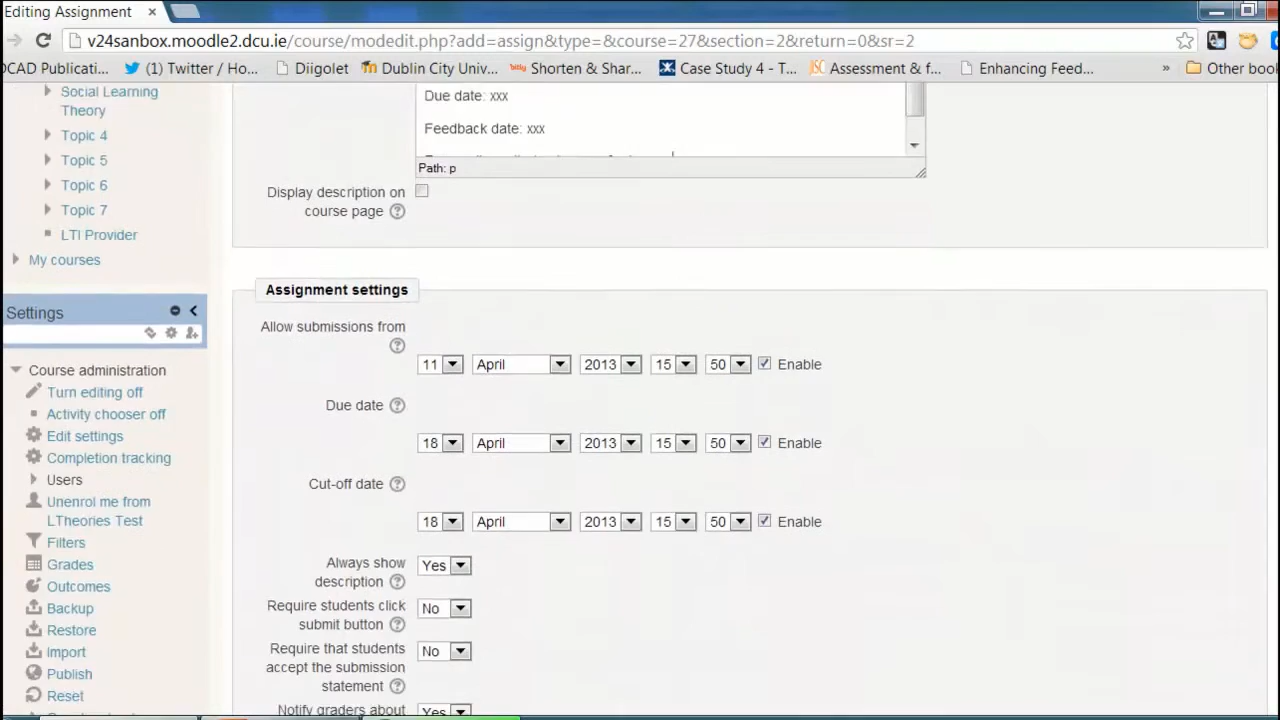 Editing Assignment ×
v24sanbox.moodle2.dcu.ie/course/modedit.php?add=assign&type=&course=27&section=2&return=0&sr=2
OCAD Publicati... (1) Twitter / Ho... Diigolet Dublin City Univ... bitly Shorten & Shar... Case Study 4 - T... JISC Assessment & f... Enhancing Feed... » Other book
Social Learning
Theory
Topic 4
Topic 5
Topic 6
Topic 7
LTI Provider
My courses
Settings
Course administration
Turn editing off
Activity chooser off
Edit settings
Completion tracking
Users
Unenrol me from
LTheories Test
Filters
Grades
Outcomes
Backup
Restore
Import
Publish
Reset
Due date: xxx
Feedback date: xxx
Path: p
Display description on
course page
Assignment settings
Allow submissions from
11 April 2013 15 50 Enable
Due date
18 April 2013 15 50 Enable
Cut-off date
18 April 2013 15 50 Enable
Always show
description Yes
Require students click
submit button No
Require that students
accept the submission
statement No
Notify graders about Yes